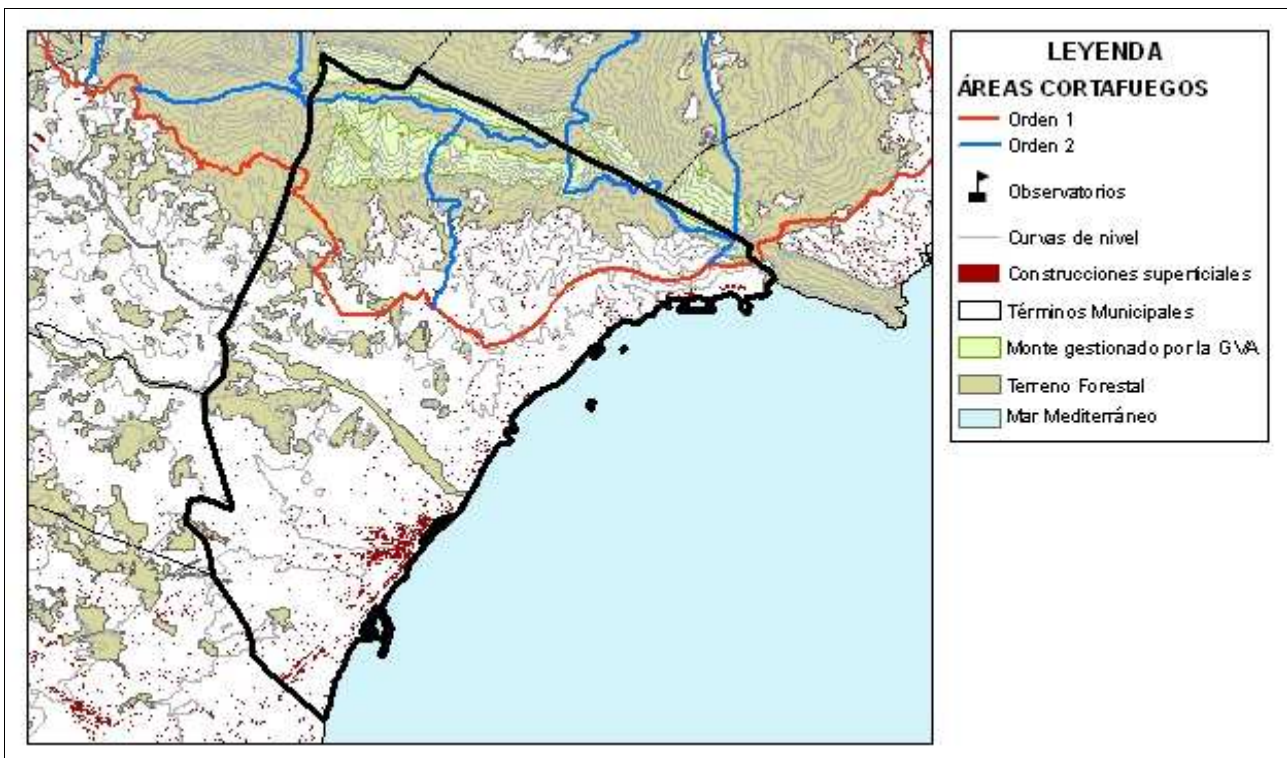 LEYENDA
ÁREAS CORTAFUEGOS
Orden 1
Orden 2
Observatorios
Curvas de nivel
Construcciones superficiales
Términos Municipales
Monte gestionado por la GVA
Terreno Forestal
Mar Mediterráneo